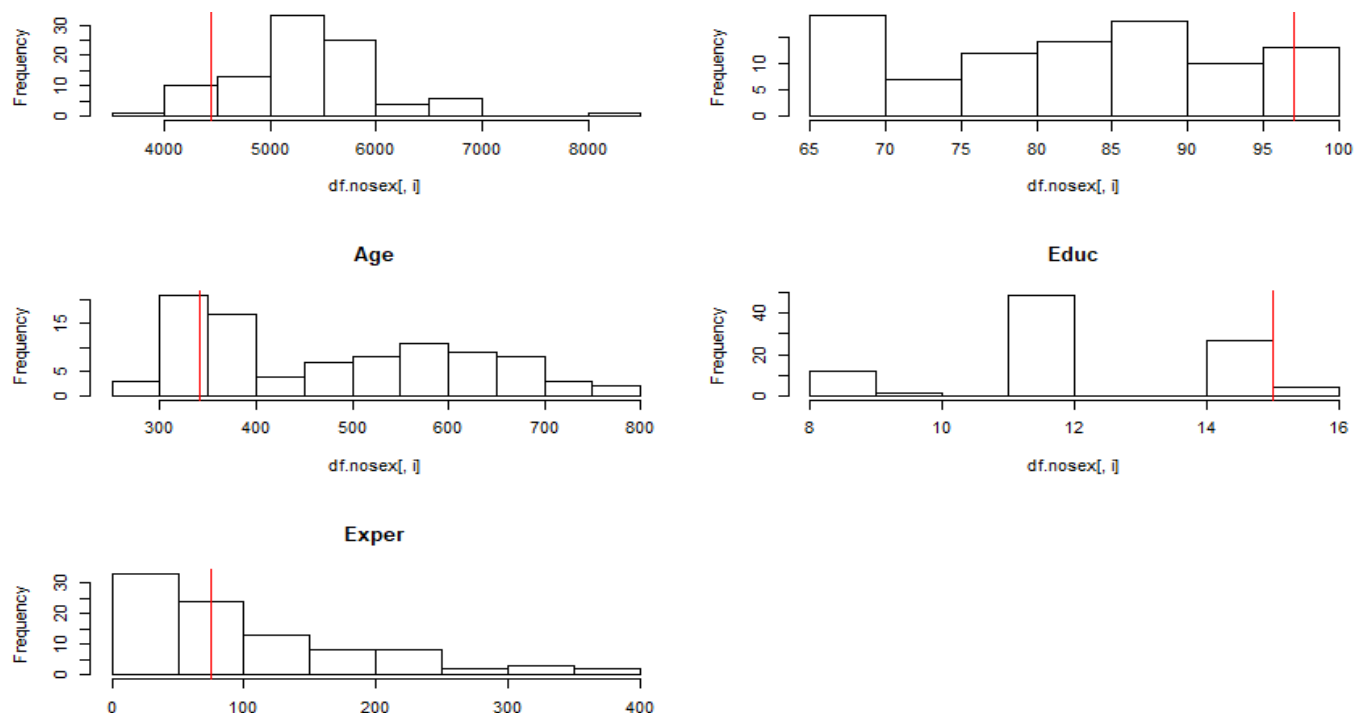 Frequency
0 10 20 30
4000 5000 6000 7000 8000
df.nosex[, i]
Frequency
0 5 10
65 70 75 80 85 90 95 100
df.nosex[, i]
Age
Frequency
0 5 15
300 400 500 600 700 800
df.nosex[, i]
Educ
Frequency
0 20 40
8 10 12 14 16
df.nosex[, i]
Exper
Frequency
0 10 20 30
0 100 200 300 400